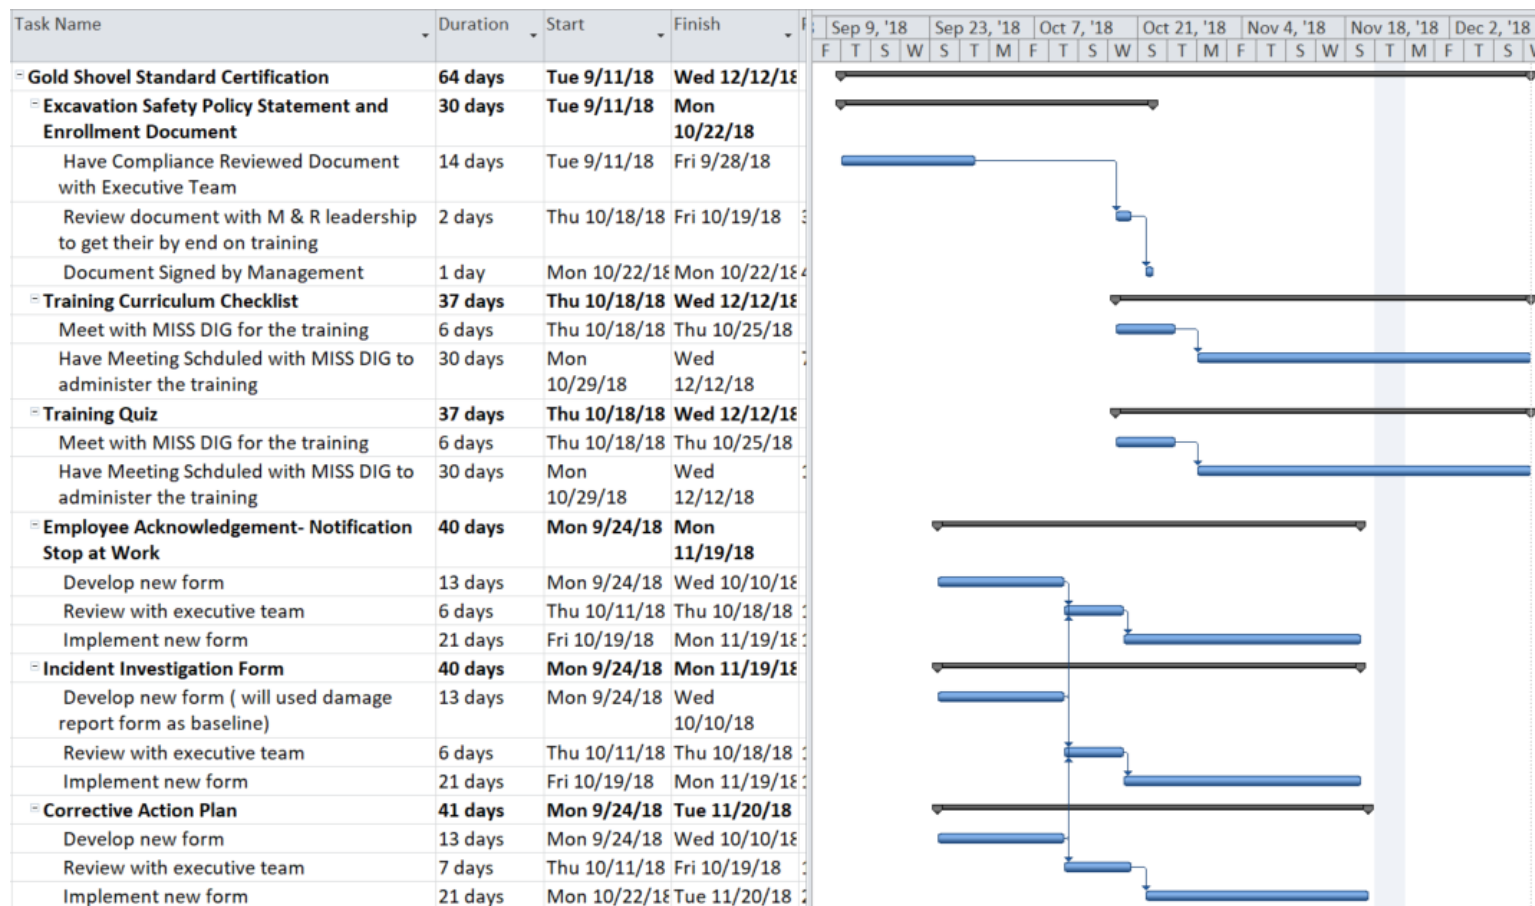 Task Name Duration Start Finish
Sep 9, '18 Sep 23, '18 Oct 7, '18 Oct 21, '18 Nov 4, '18 Nov 18, '18 Dec 2, '18
F T S W S T M F T S W S T M F T S W S T M F T S W
Gold Shovel Standard Certification 64 days Tue 9/11/18 Wed 12/12/18
Excavation Safety Policy Statement and 30 days Tue 9/11/18 Mon
Enrollment Document 10/22/18
Have Compliance Reviewed Document 14 days Tue 9/11/18 Fri 9/28/18
with Executive Team
Review document with M & R leadership 2 days Thu 10/18/18 Fri 10/19/18
to get their by end on training
Document Signed by Management 1 day Mon 10/22/18 Mon 10/22/18
Training Curriculum Checklist 37 days Thu 10/18/18 Wed 12/12/18
Meet with MISS DIG for the training 6 days Thu 10/18/18 Thu 10/25/18
Have Meeting Schduled with MISS DIG to 30 days Mon Wed
administer the training 10/29/18 12/12/18
Training Quiz 37 days Thu 10/18/18 Wed 12/12/18
Meet with MISS DIG for the training 6 days Thu 10/18/18 Thu 10/25/18
Have Meeting Schduled with MISS DIG to 30 days Mon Wed
administer the training 10/29/18 12/12/18
Employee Acknowledgement- Notification 40 days Mon 9/24/18 Mon
Stop at Work 11/19/18
Develop new form 13 days Mon 9/24/18 Wed 10/10/18
Review with executive team 6 days Thu 10/11/18 Thu 10/18/18
Implement new form 21 days Fri 10/19/18 Mon 11/19/18
Incident Investigation Form 40 days Mon 9/24/18 Mon 11/19/18
Develop new form ( will used damage 13 days Mon 9/24/18 Wed
report form as baseline) 10/10/18
Review with executive team 6 days Thu 10/11/18 Thu 10/18/18
Implement new form 21 days Fri 10/19/18 Mon 11/19/18
Corrective Action Plan 41 days Mon 9/24/18 Tue 11/20/18
Develop new form 13 days Mon 9/24/18 Wed 10/10/18
Review with executive team 7 days Thu 10/11/18 Fri 10/19/18
Implement new form 21 days Mon 10/22/18 Tue 11/20/18